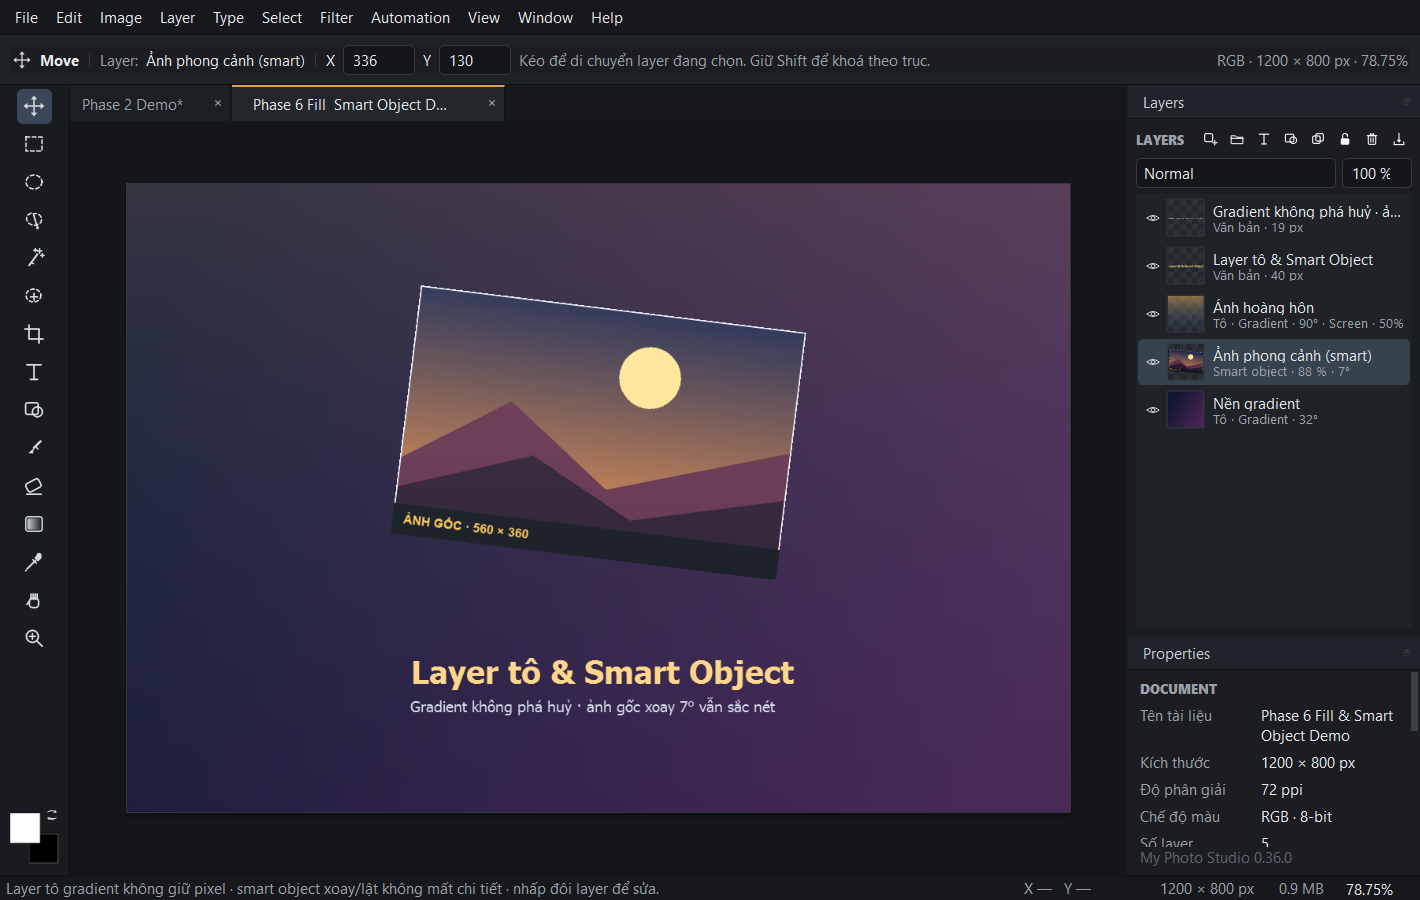 File Edit Image Layer Type Select Filter Automation View Window Help
Move Layer: Ảnh phong cảnh (smart) X 336 Y 130 Kéo để di chuyển layer đang chọn. Giữ Shift để khoá theo trục. RGB · 1200 × 800 px · 78.75%
Phase 2 Demo* × Phase 6 Fill Smart Object D... ×
ẢNH GỐC · 560 × 360
Layer tô & Smart Object
Gradient không phá huỷ · ảnh gốc xoay 7° vẫn sắc nét
Layers
LAYERS
Normal 100 %
Gradient không phá huỷ · ả...
Văn bản · 19 px
Layer tô & Smart Object
Văn bản · 40 px
Ánh hoàng hôn
Tô · Gradient · 90° · Screen · 50%
Ảnh phong cảnh (smart)
Smart object · 88 % · 7°
Nền gradient
Tô · Gradient · 32°
Properties
DOCUMENT
Tên tài liệu Phase 6 Fill & Smart
Object Demo
Kích thước 1200 × 800 px
Độ phân giải 72 ppi
Chế độ màu RGB · 8-bit
Số layer 5
My Photo Studio 0.36.0
Layer tô gradient không giữ pixel · smart object xoay/lật không mất chi tiết · nhấp đôi layer để sửa. X — Y — 1200 × 800 px 0.9 MB 78.75%